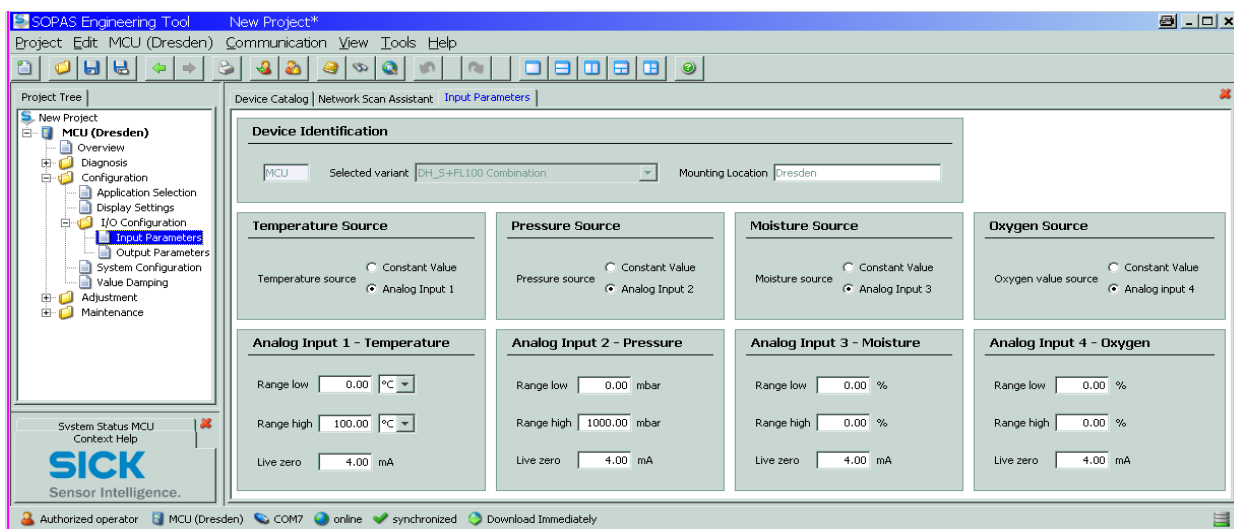 SOPAS Engineering Tool New Project*
Project Edit MCU (Dresden) Communication View Tools Help
Project Tree
New Project
MCU (Dresden)
Overview
Diagnosis
Configuration
Application Selection
Display Settings
I/O Configuration
Input Parameters
Output Parameters
System Configuration
Value Damping
Adjustment
Maintenance
System Status MCU
Context Help
SICK
Sensor Intelligence.
Device Catalog Network Scan Assistant Input Parameters
Device Identification
MCU Selected variant DH_S+FL100 Combination Mounting Location Dresden
Temperature Source
Temperature source
Constant Value
Analog Input 1
Pressure Source
Pressure source
Constant Value
Analog Input 2
Moisture Source
Moisture source
Constant Value
Analog Input 3
Oxygen Source
Oxygen value source
Constant Value
Analog input 4
Analog Input 1 - Temperature
Range low 0.00 °C
Range high 100.00 °C
Live zero 4.00 mA
Analog Input 2 - Pressure
Range low 0.00 mbar
Range high 1000.00 mbar
Live zero 4.00 mA
Analog Input 3 - Moisture
Range low 0.00 %
Range high 0.00 %
Live zero 4.00 mA
Analog Input 4 - Oxygen
Range low 0.00 %
Range high 0.00 %
Live zero 4.00 mA
Authorized operator MCU (Dresden) COM7 online synchronized Download Immediately